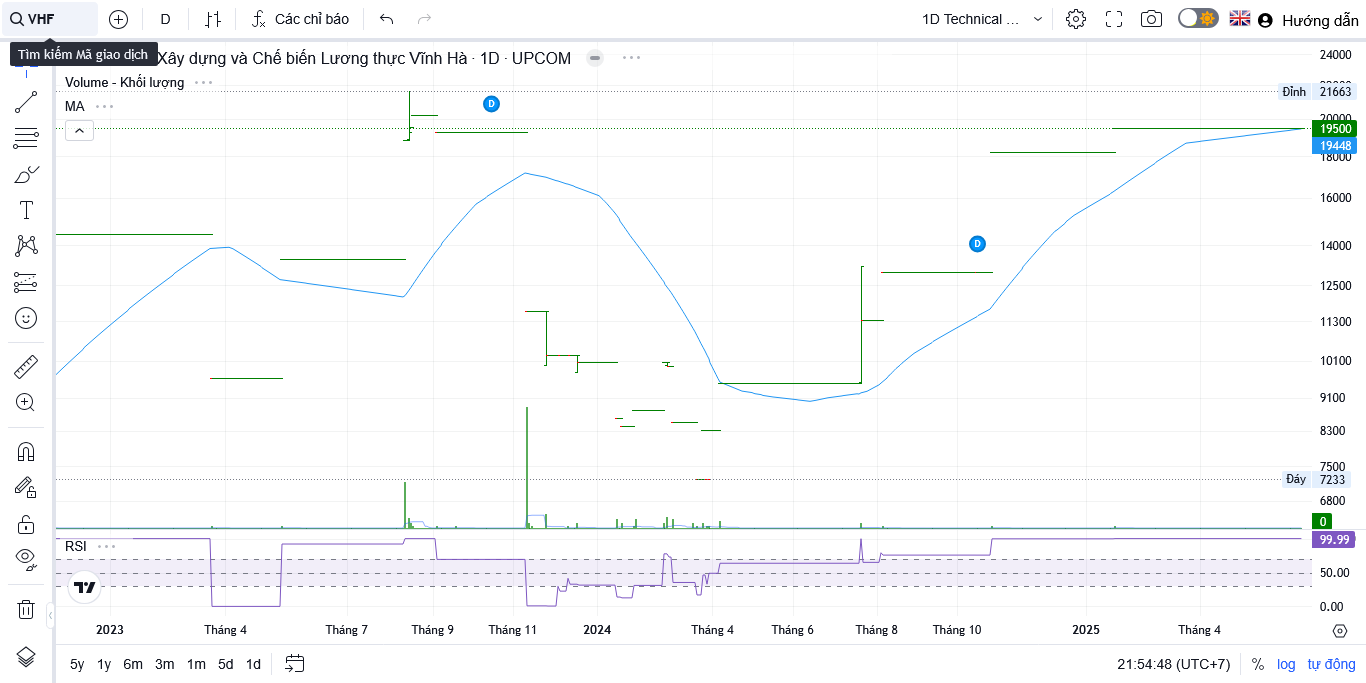 VHF
D
Các chỉ báo
1D Technical ...
Hướng dẫn
Tìm kiếm Mã giao dịch
Xây dựng và Chế biến Lương thực Vĩnh Hà · 1D · UPCOM
Volume - Khối lượng
MA
D
D
24000
Đỉnh 21663
20000
19500
19448
18000
16000
14000
12500
11300
10100
9100
8300
7500
Đáy 7233
6800
0
RSI
99.99
50.00
0.00
2023 Tháng 4 Tháng 7 Tháng 9 Tháng 11 2024 Tháng 4 Tháng 6 Tháng 8 Tháng 10 2025 Tháng 4
5y 1y 6m 3m 1m 5d 1d
21:54:48 (UTC+7) % log tự động